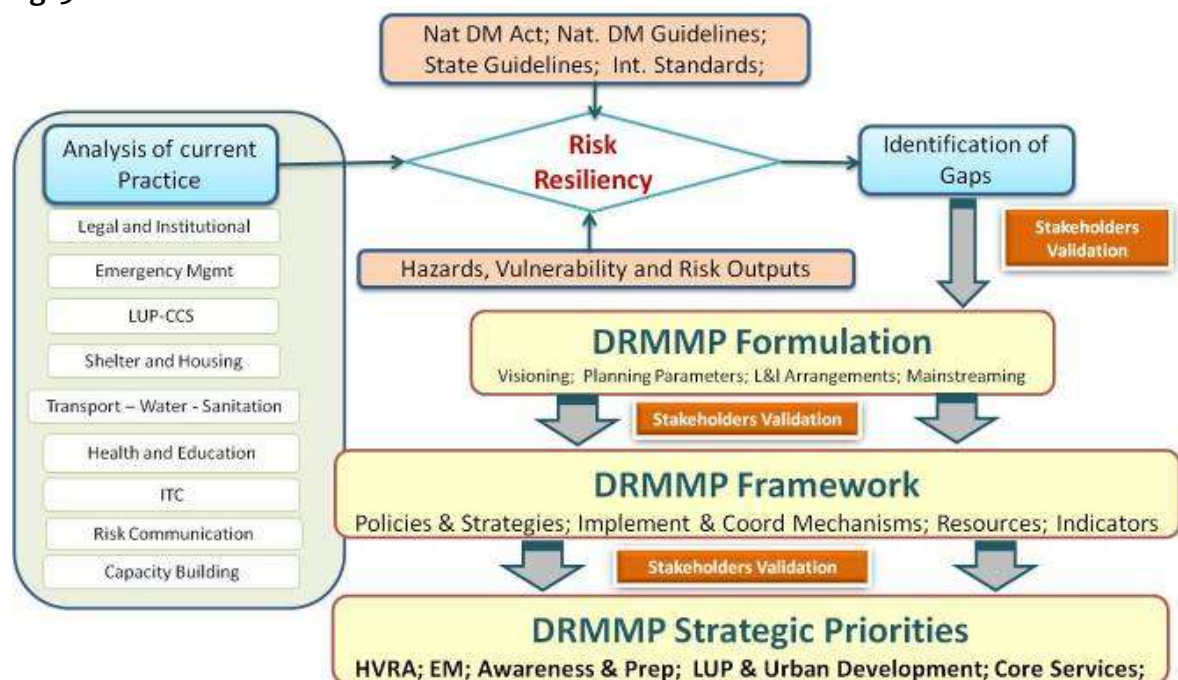 Nat DM Act; Nat. DM Guidelines;
State Guidelines; Int. Standards;
Analysis of current
Practice
Risk
Resiliency
Identification of
Gaps
Legal and Institutional
Emergency Mgmt
LUP-CCS
Shelter and Housing
Transport – Water - Sanitation
Health and Education
ITC
Risk Communication
Capacity Building
Hazards, Vulnerability and Risk Outputs
Stakeholders
Validation
DRMMP Formulation
Visioning; Planning Parameters; L&I Arrangements; Mainstreaming
Stakeholders Validation
DRMMP Framework
Policies & Strategies; Implement & Coord Mechanisms; Resources; Indicators
Stakeholders Validation
DRMMP Strategic Priorities
HVRA; EM; Awareness & Prep; LUP & Urban Development; Core Services;